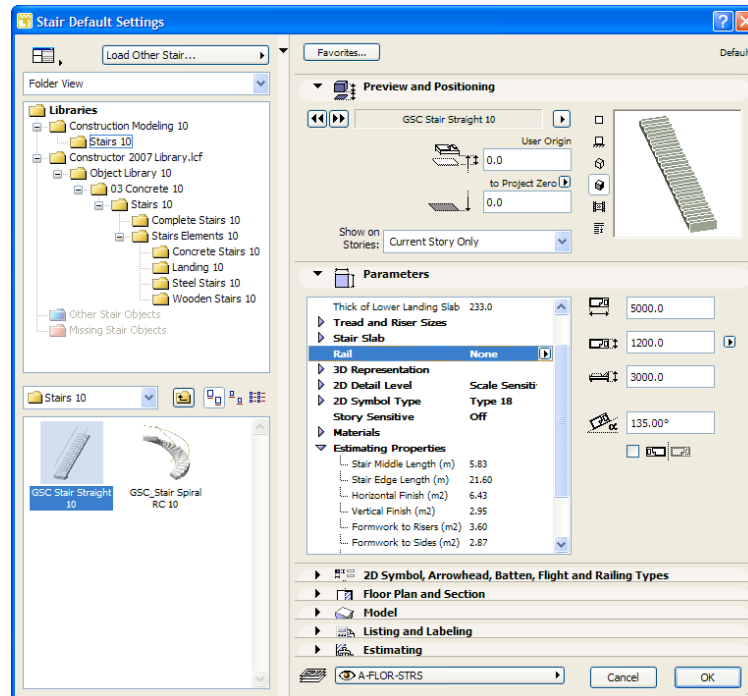 Stair Default Settings
Load Other Stair...
Folder View
Libraries
Construction Modeling 10
Stairs 10
Constructor 2007 Library.lcf
Object Library 10
03 Concrete 10
Stairs 10
Complete Stairs 10
Stairs Elements 10
Concrete Stairs 10
Landing 10
Steel Stairs 10
Wooden Stairs 10
Other Stair Objects
Missing Stair Objects
Stairs 10
GSC Stair Straight
10
GSC_Stair Spiral
RC 10
Favorites...
Default
Preview and Positioning
GSC Stair Straight 10
User Origin
0.0
to Project Zero
0.0
Show on
Stories:
Current Story Only
Parameters
Thick of Lower Landing Slab 233.0
Tread and Riser Sizes
Stair Slab
Rail None
3D Representation
2D Detail Level Scale Sensiti
2D Symbol Type Type 18
Story Sensitive Off
Materials
Estimating Properties
Stair Middle Length (m) 5.83
Stair Edge Length (m) 21.60
Horizontal Finish (m2) 6.43
Vertical Finish (m2) 2.95
Formwork to Risers (m2) 3.60
Formwork to Sides (m2) 2.87
5000.0
1200.0
3000.0
α 135.00°
2D Symbol, Arrowhead, Batten, Flight and Railing Types
Floor Plan and Section
Model
Listing and Labeling
Estimating
A-FLOR-STRS
Cancel
OK